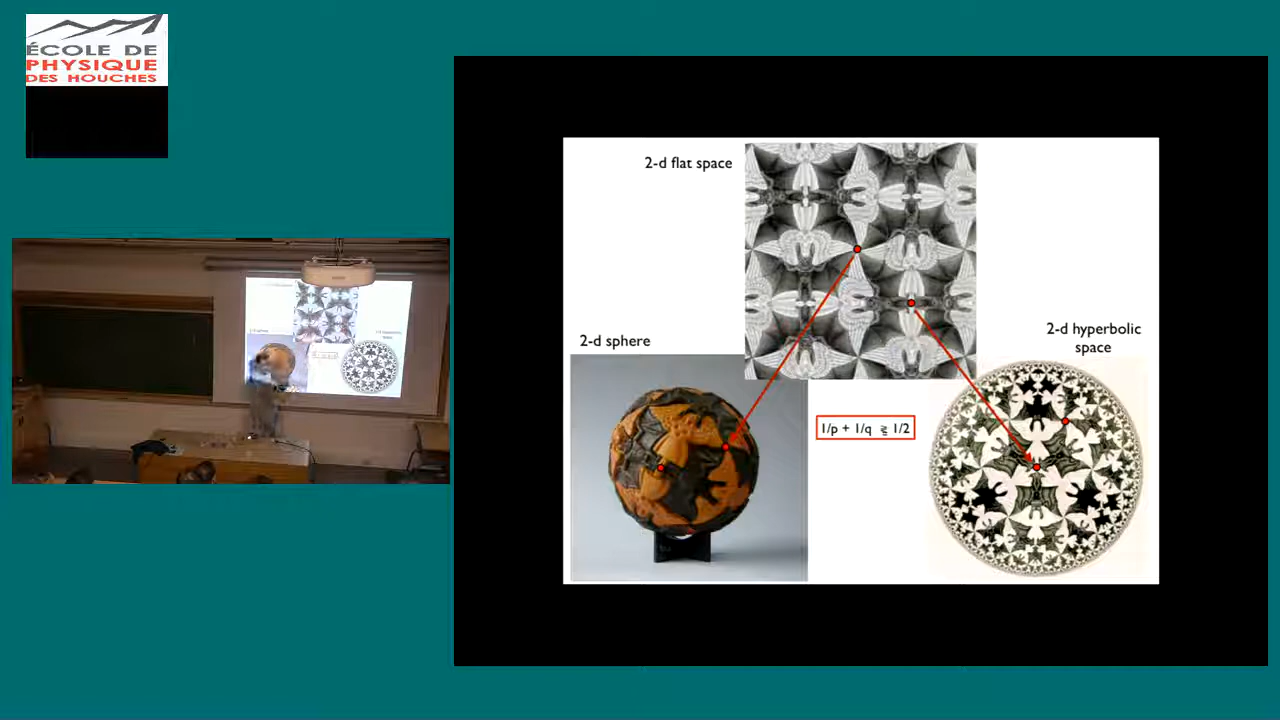 ÉCOLE DE
PHYSIQUE
DES HOUCHES
2-d flat space
2-d sphere
2-d hyperbolic
space
1/p + 1/q ⋛ 1/2